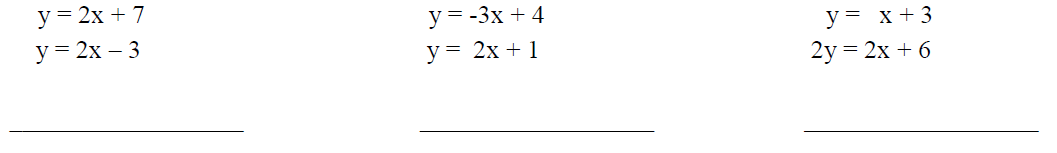 y = 2x + 7 y = -3x + 4 y = x + 3
y = 2x – 3 y = 2x + 1 2y = 2x + 6